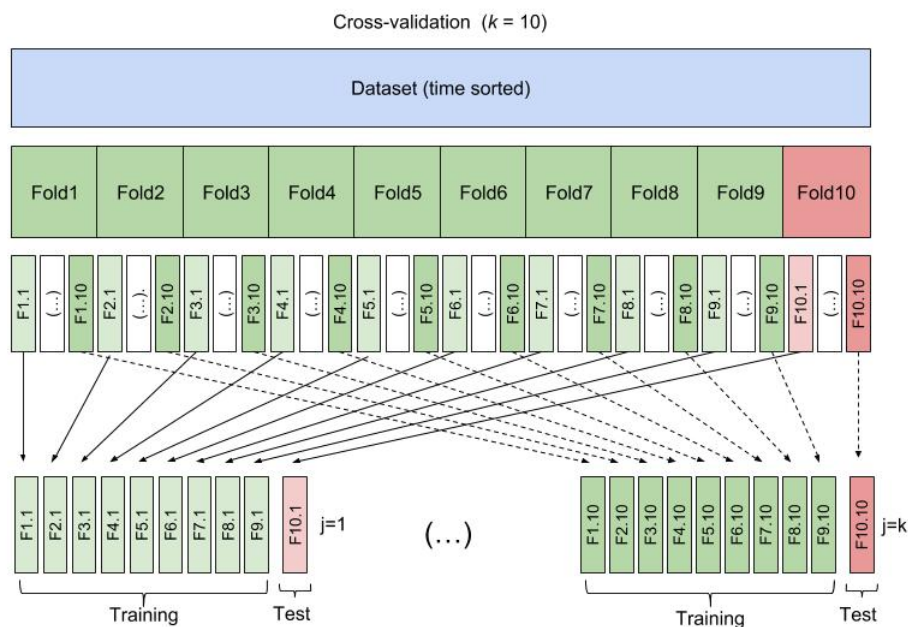 Cross-validation (k = 10)
Dataset (time sorted)
Fold1 Fold2 Fold3 Fold4 Fold5 Fold6 Fold7 Fold8 Fold9 Fold10
F1.1 (...) F1.10 F2.1 (...). F2.10 F3.1 (...) F3.10 F4.1 (...) F4.10 F5.1 (...) F5.10 F6.1 (...) F6.10 F7.1 (...) F7.10 F8.1 (...) F8.10 F9.1 (...) F9.10 F10.1 (...) F10.10
F1.1 F2.1 F3.1 F4.1 F5.1 F6.1 F7.1 F8.1 F9.1 F10.1 j=1 (...) F1.10 F2.10 F3.10 F4.10 F5.10 F6.10 F7.10 F8.10 F9.10 F10.10 j=k
Training Test Training Test